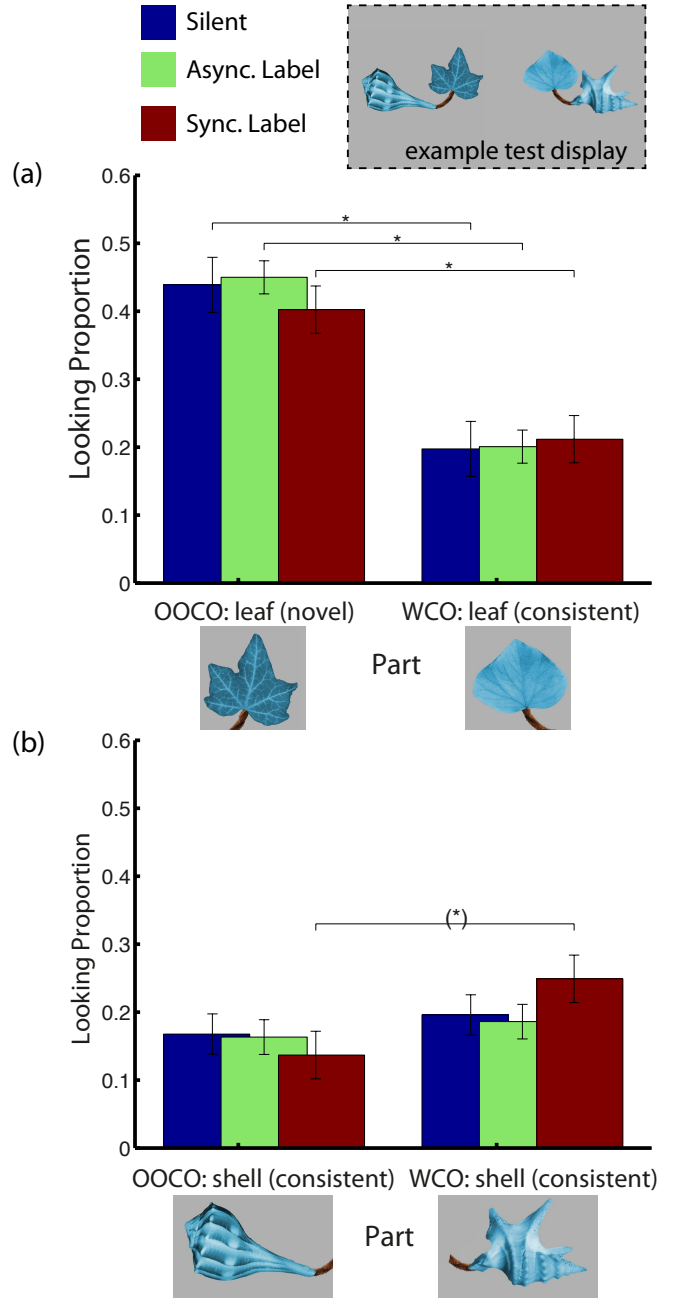 Silent
Async. Label
Sync. Label
example test display
(a)
0.6
0.5
0.4
0.3
0.2
0.1
0
Looking Proportion
*
*
*
OOCO: leaf (novel)
WCO: leaf (consistent)
Part
(b)
0.6
0.5
0.4
0.3
0.2
0.1
0
Looking Proportion
(*)
OOCO: shell (consistent)
WCO: shell (consistent)
Part